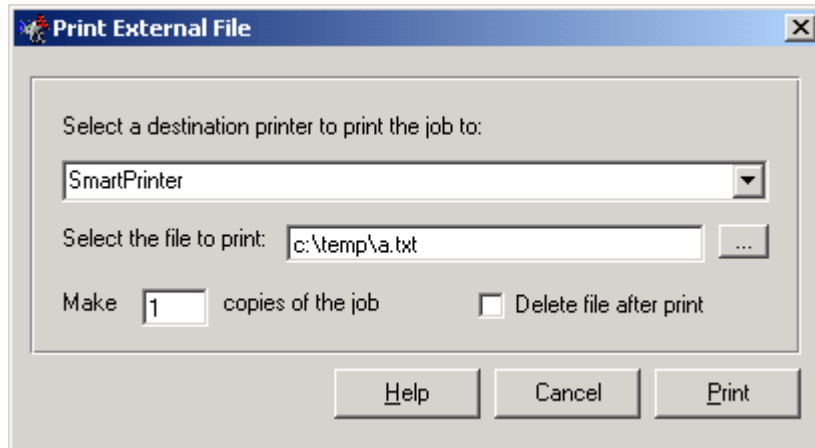 Print External File
Select a destination printer to print the job to:
SmartPrinter
Select the file to print: c:\temp\a.txt ...
Make 1 copies of the job Delete file after print
Help Cancel Print